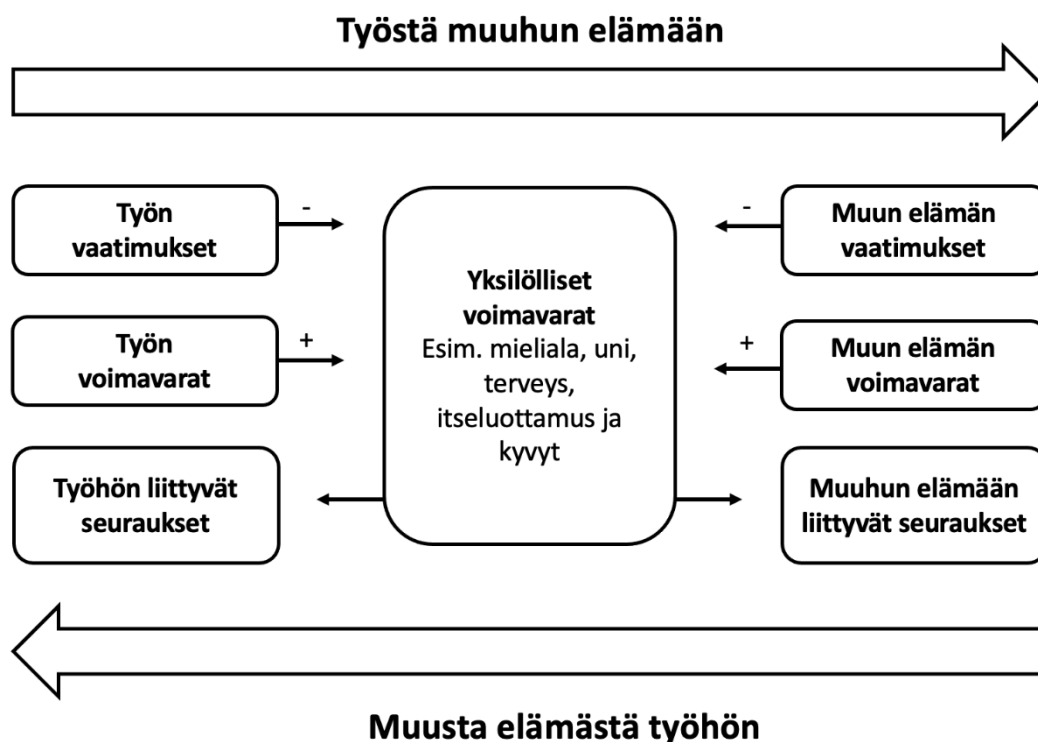 Työstä muuhun elämään
Työn
vaatimukset
-
-
Muun elämän
vaatimukset
Yksilölliset
voimavarat
Esim. mieliala, uni,
terveys,
itseluottamus ja
kyvyt
Työn
voimavarat
+
+
Muun elämän
voimavarat
Työhön liittyvät
seuraukset
Muuhun elämään
liittyvät seuraukset
Muusta elämästä työhön